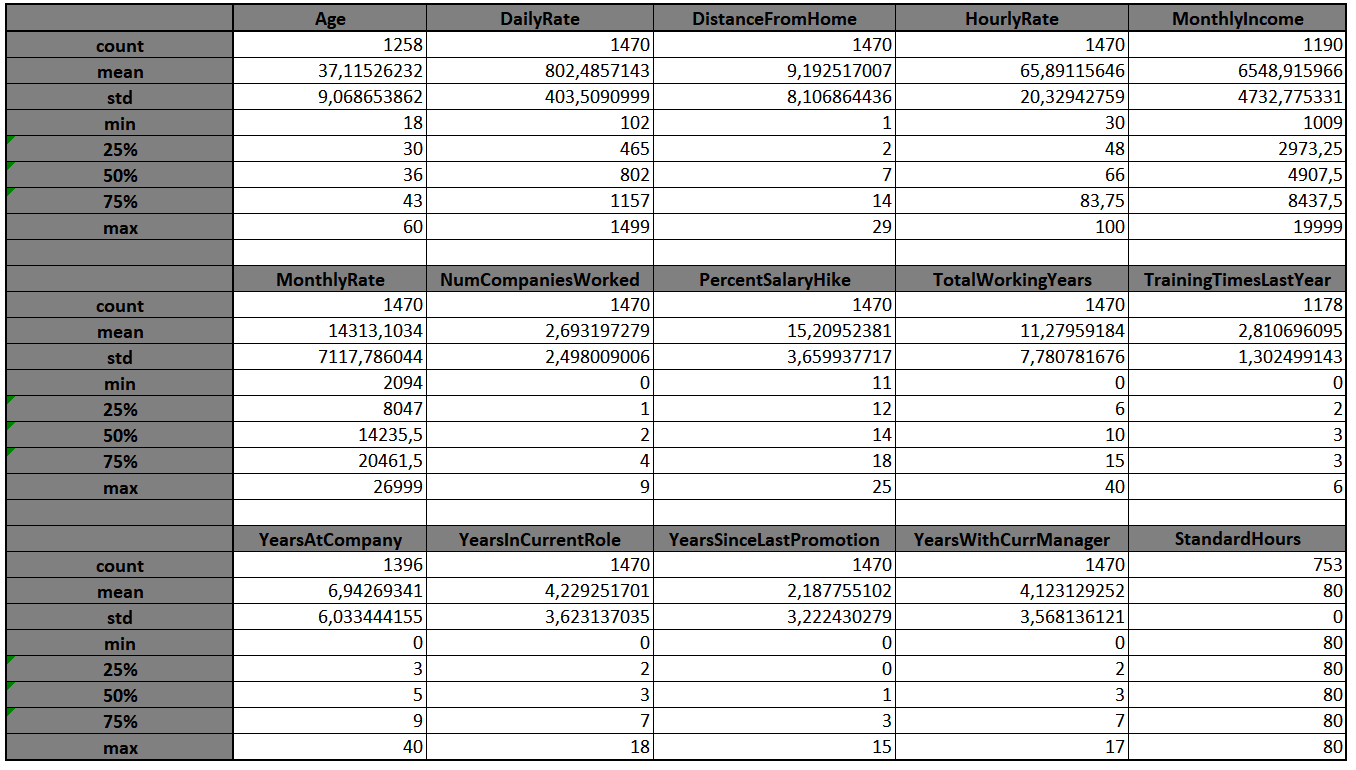 Age DailyRate DistanceFromHome HourlyRate MonthlyIncome
count 1258 1470 1470 1470 1190
mean 37,11526232 802,4857143 9,192517007 65,89115646 6548,915966
std 9,068653862 403,5090999 8,106864436 20,32942759 4732,775331
min 18 102 1 30 1009
25% 30 465 2 48 2973,25
50% 36 802 7 66 4907,5
75% 43 1157 14 83,75 8437,5
max 60 1499 29 100 19999
MonthlyRate NumCompaniesWorked PercentSalaryHike TotalWorkingYears TrainingTimesLastYear
count 1470 1470 1470 1470 1178
mean 14313,1034 2,693197279 15,20952381 11,27959184 2,810696095
std 7117,786044 2,498009006 3,659937717 7,780781676 1,302499143
min 2094 0 11 0 0
25% 8047 1 12 6 2
50% 14235,5 2 14 10 3
75% 20461,5 4 18 15 3
max 26999 9 25 40 6
YearsAtCompany YearsInCurrentRole YearsSinceLastPromotion YearsWithCurrManager StandardHours
count 1396 1470 1470 1470 753
mean 6,94269341 4,229251701 2,187755102 4,123129252 80
std 6,033444155 3,623137035 3,222430279 3,568136121 0
min 0 0 0 0 80
25% 3 2 0 2 80
50% 5 3 1 3 80
75% 9 7 3 7 80
max 40 18 15 17 80